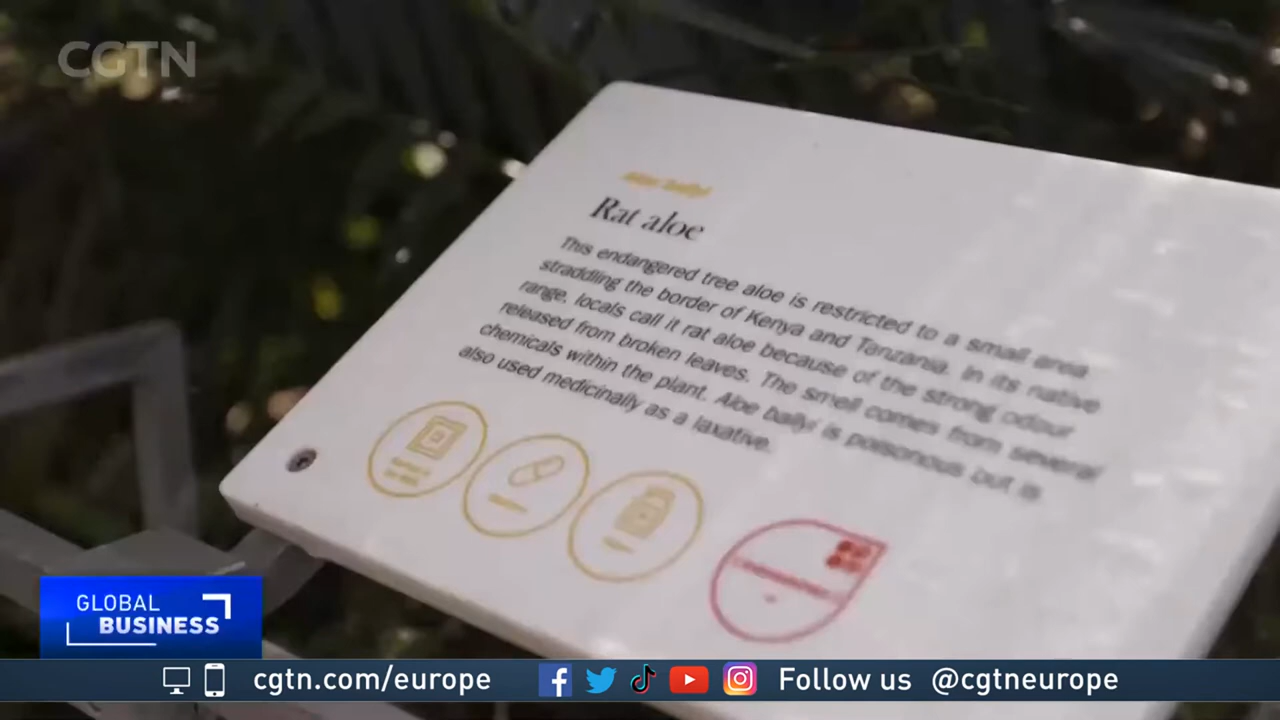 CGTN
Aloe ballyi
Rat aloe
This endangered tree aloe is restricted to a small area
straddling the border of Kenya and Tanzania. In its native
range, locals call it rat aloe because of the strong odour
released from broken leaves. The smell comes from several
chemicals within the plant. Aloe ballyi is poisonous but is
also used medicinally as a laxative.
GLOBAL
BUSINESS
cgtn.com/europe
Follow us @cgtneurope